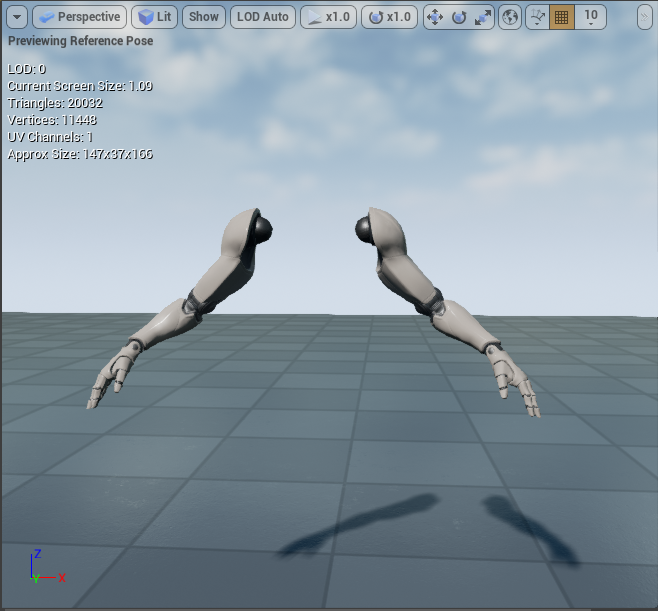 Perspective Lit Show LOD Auto x1.0 x1.0 10
Previewing Reference Pose
LOD: 0
Current Screen Size: 1.09
Triangles: 20032
Vertices: 11448
UV Channels: 1
Approx Size: 147x37x166
Z
Y X